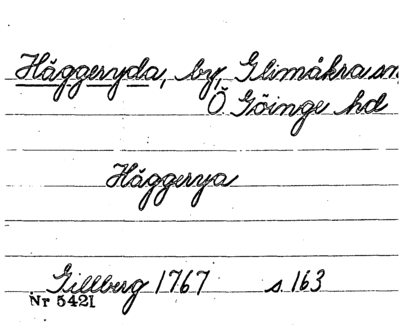 Häggeryda, by, Glimåkra sn.
Ö Göinge hd
Häggerya
Gillberg 1767 s. 163
Nr 5421